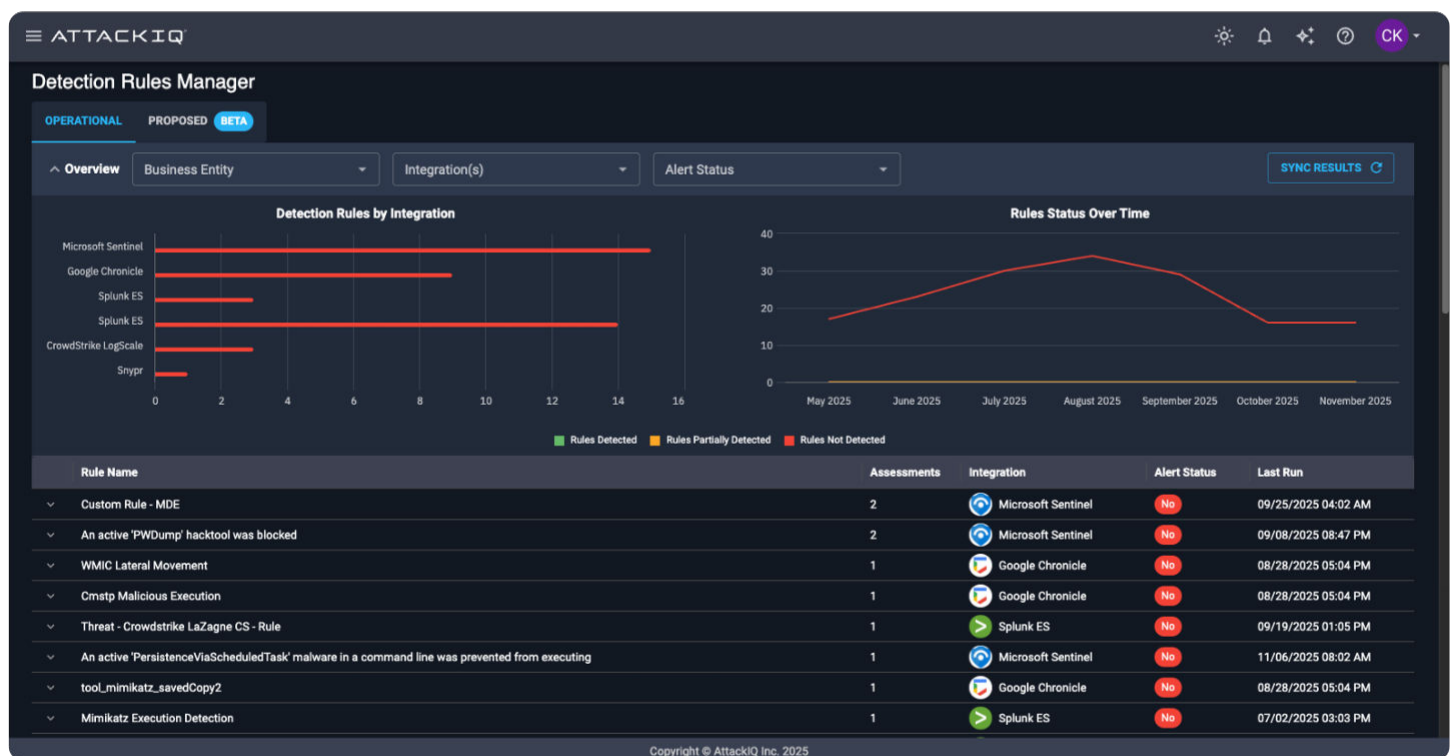 ATTACKIQ
CK
Detection Rules Manager
OPERATIONAL PROPOSED BETA
Overview Business Entity Integration(s) Alert Status SYNC RESULTS
Detection Rules by Integration
Microsoft Sentinel
Google Chronicle
Splunk ES
Splunk ES
CrowdStrike LogScale
Snypr
0 2 4 6 8 10 12 14 16
Rules Status Over Time
40
30
20
10
0
May 2025 June 2025 July 2025 August 2025 September 2025 October 2025 November 2025
Rules Detected Rules Partially Detected Rules Not Detected
Rule Name Assessments Integration Alert Status Last Run
Custom Rule - MDE 2 Microsoft Sentinel No 09/25/2025 04:02 AM
An active 'PWDump' hacktool was blocked 2 Microsoft Sentinel No 09/08/2025 08:47 PM
WMIC Lateral Movement 1 Google Chronicle No 08/28/2025 05:04 PM
Cmstp Malicious Execution 1 Google Chronicle No 08/28/2025 05:04 PM
Threat - Crowdstrike LaZagne CS - Rule 1 Splunk ES No 09/19/2025 01:05 PM
An active 'PersistenceViaScheduledTask' malware in a command line was prevented from executing 1 Microsoft Sentinel No 11/06/2025 08:02 AM
tool_mimikatz_savedCopy2 1 Google Chronicle No 08/28/2025 05:04 PM
Mimikatz Execution Detection 1 Splunk ES No 07/02/2025 03:03 PM
Copyright © AttackIQ Inc. 2025